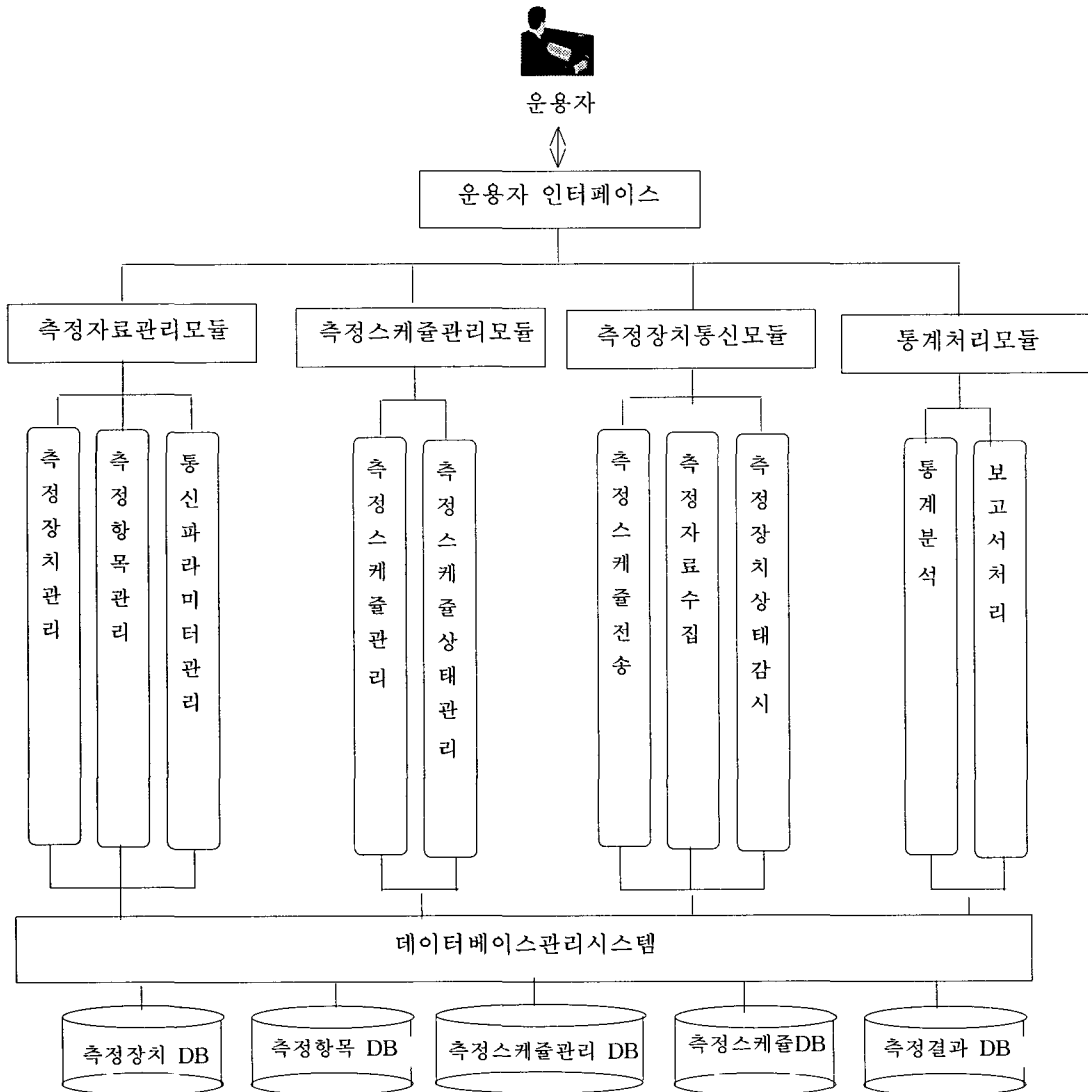 운용자
운용자 인터페이스
측정자료관리모듈
측정스케쥴관리모듈
측정장치통신모듈
통계처리모듈
측정장치관리
측정항목관리
통신파라미터관리
측정스케쥴관리
측정스케쥴상태관리
측정스케쥴전송
측정자료수집
측정장치상태감시
통계분석
보고서처리
데이터베이스관리시스템
측정장치 DB
측정항목 DB
측정스케쥴관리 DB
측정스케쥴DB
측정결과 DB